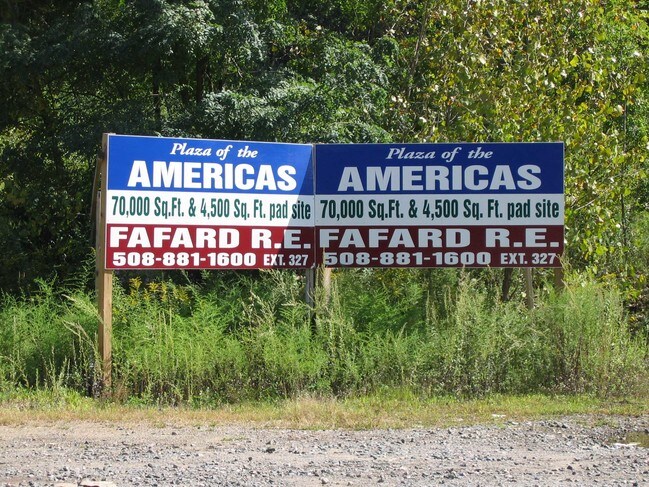 Plaza of the
AMERICAS
70,000 Sq.Ft. & 4,500 Sq. Ft. pad site
FAFARD R.E.
508-881-1600 EXT. 327
Plaza of the
AMERICAS
70,000 Sq.Ft. & 4,500 Sq. Ft. pad site
FAFARD R.E.
508-881-1600 EXT. 327